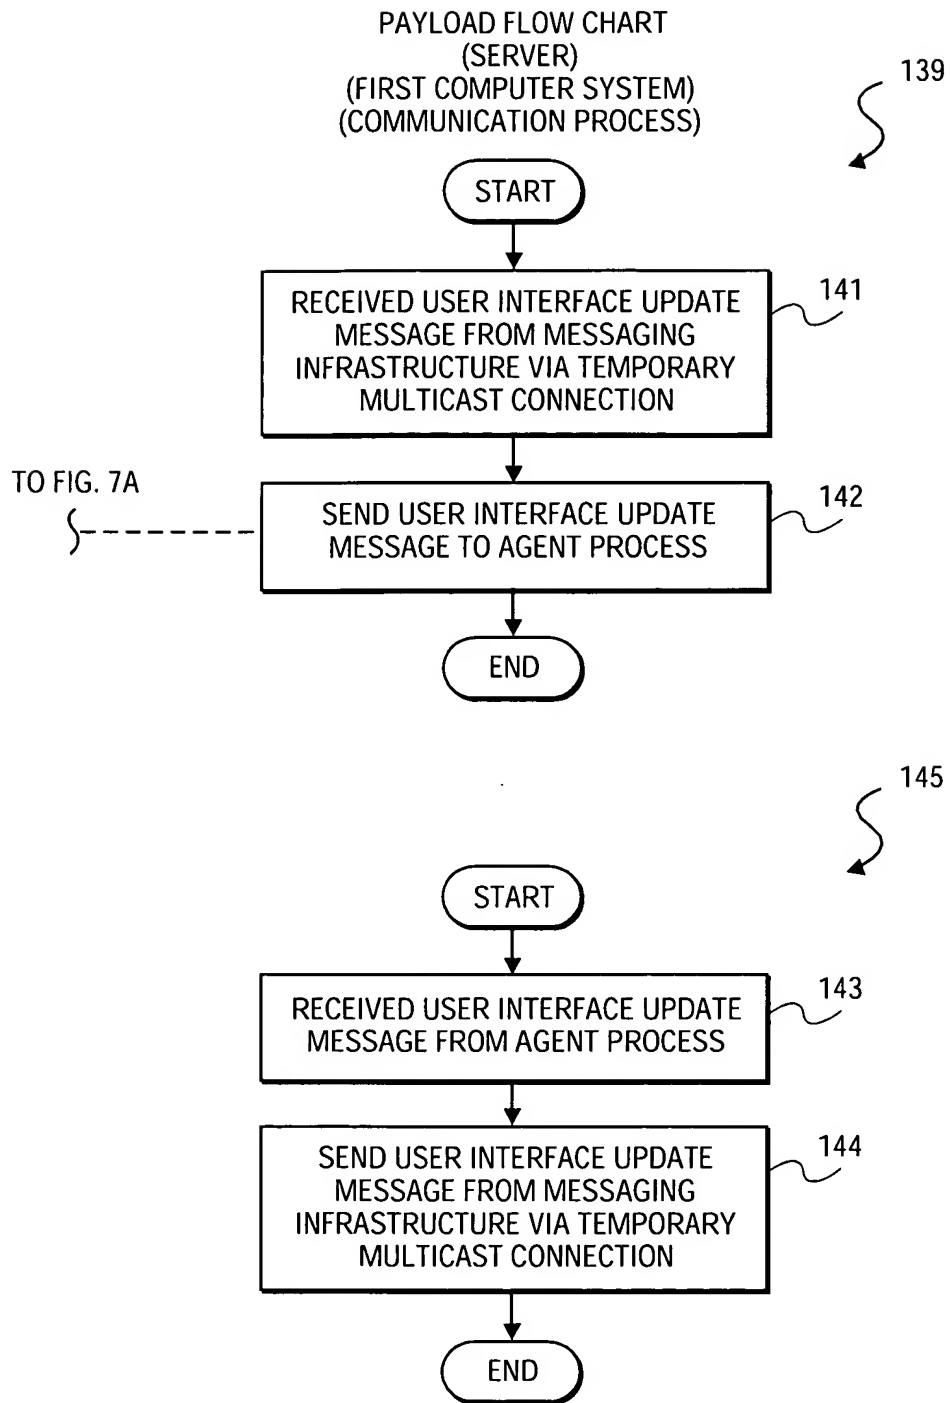 PAYLOAD FLOW CHART
(SERVER)
(FIRST COMPUTER SYSTEM)
(COMMUNICATION PROCESS)
139
START
RECEIVED USER INTERFACE UPDATE
MESSAGE FROM MESSAGING
INFRASTRUCTURE VIA TEMPORARY
MULTICAST CONNECTION
141
TO FIG. 7A
SEND USER INTERFACE UPDATE
MESSAGE TO AGENT PROCESS
142
END
145
START
RECEIVED USER INTERFACE UPDATE
MESSAGE FROM AGENT PROCESS
143
SEND USER INTERFACE UPDATE
MESSAGE FROM MESSAGING
INFRASTRUCTURE VIA TEMPORARY
MULTICAST CONNECTION
144
END